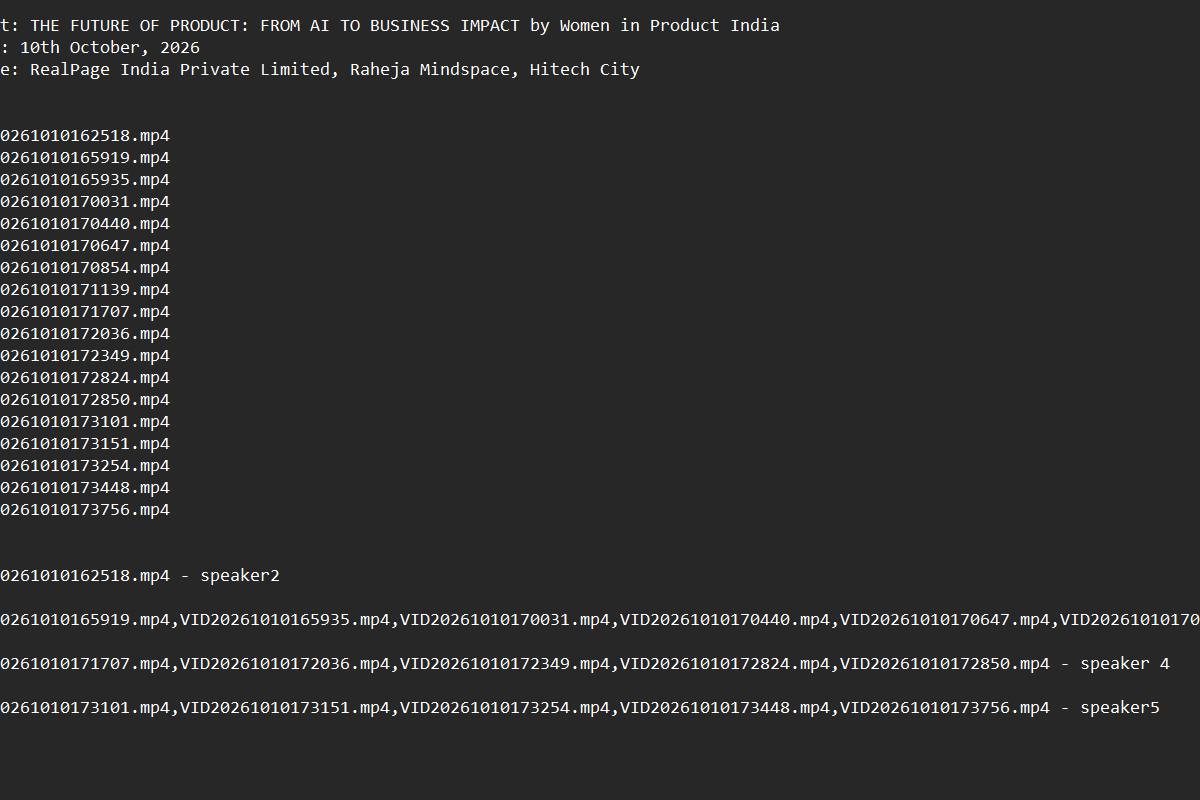 t: THE FUTURE OF PRODUCT: FROM AI TO BUSINESS IMPACT by Women in Product India
: 10th October, 2026
e: RealPage India Private Limited, Raheja Mindspace, Hitech City
0261010162518.mp4
0261010165919.mp4
0261010165935.mp4
0261010170031.mp4
0261010170440.mp4
0261010170647.mp4
0261010170854.mp4
0261010171139.mp4
0261010171707.mp4
0261010172036.mp4
0261010172349.mp4
0261010172824.mp4
0261010172850.mp4
0261010173101.mp4
0261010173151.mp4
0261010173254.mp4
0261010173448.mp4
0261010173756.mp4
0261010162518.mp4 - speaker2
0261010165919.mp4,VID20261010165935.mp4,VID20261010170031.mp4,VID20261010170440.mp4,VID20261010170647.mp4,VID20261010170
0261010171707.mp4,VID20261010172036.mp4,VID20261010172349.mp4,VID20261010172824.mp4,VID20261010172850.mp4 - speaker 4
0261010173101.mp4,VID20261010173151.mp4,VID20261010173254.mp4,VID20261010173448.mp4,VID20261010173756.mp4 - speaker5